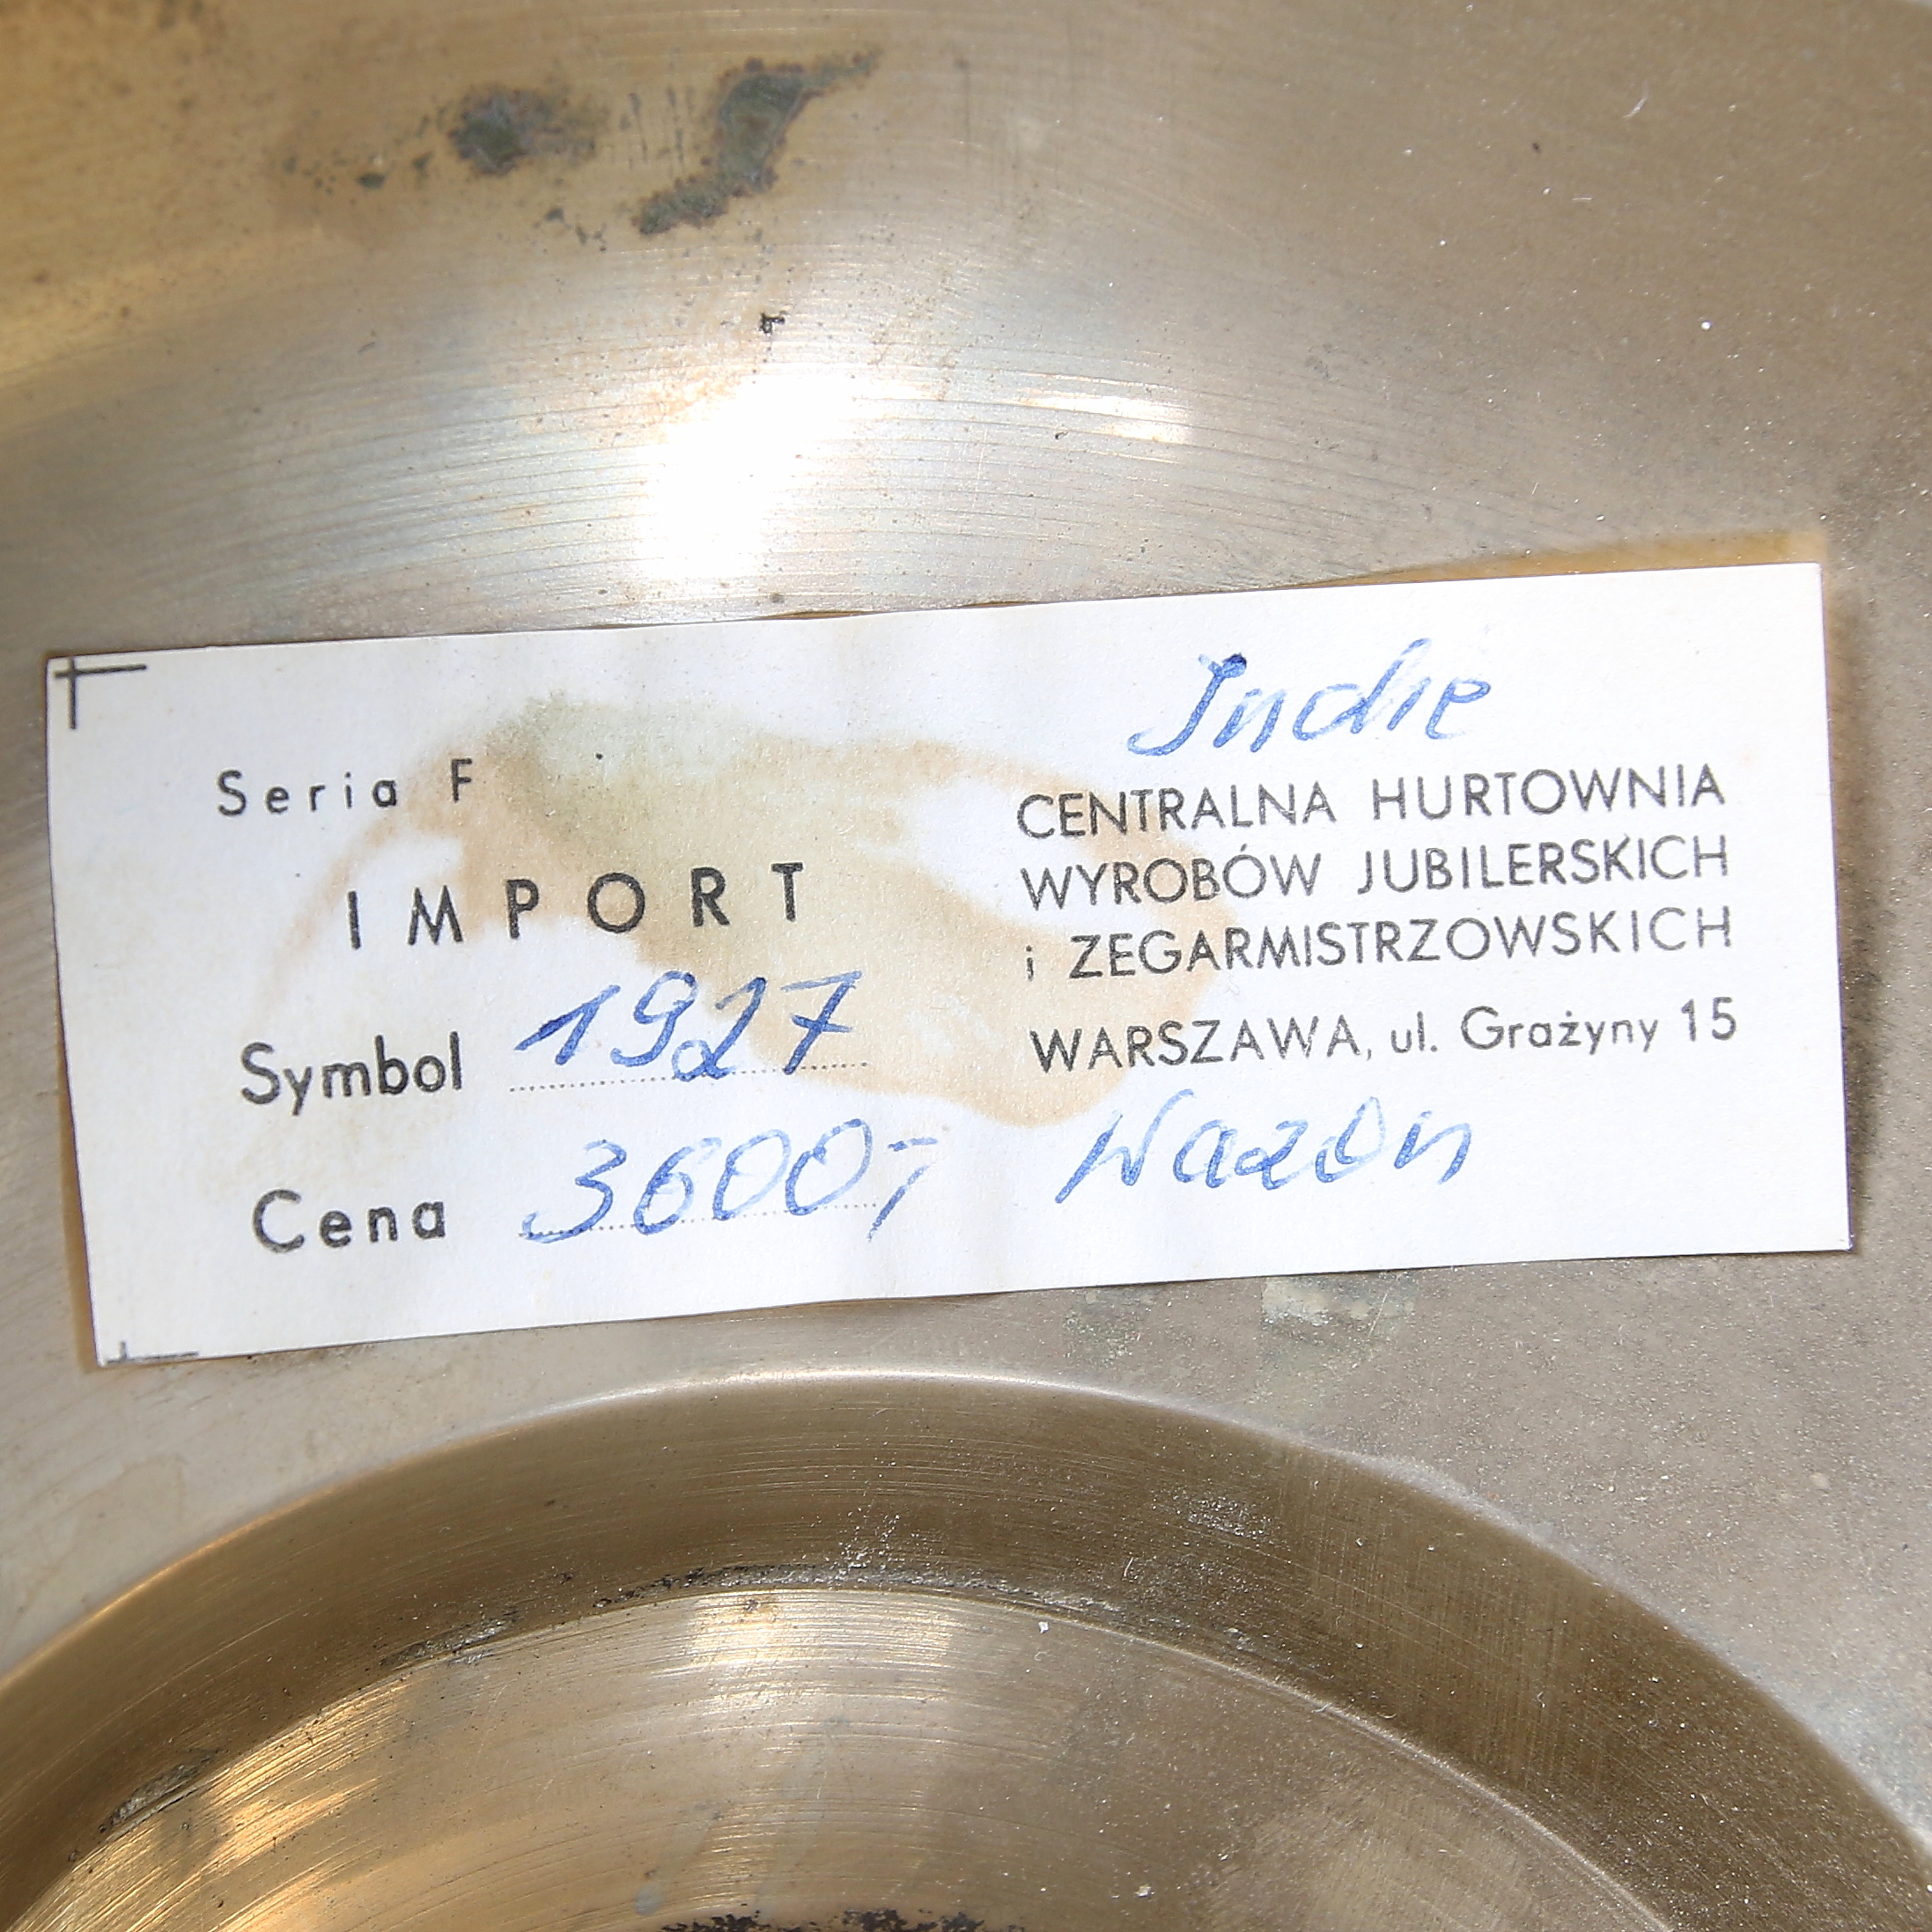 Seria F
IMPORT
Symbol 1927
Cena 3600,-
Indie
CENTRALNA HURTOWNIA
WYROBÓW JUBILERSKICH
i ZEGARMISTRZOWSKICH
WARSZAWA, ul. Grażyny 15
Wazon